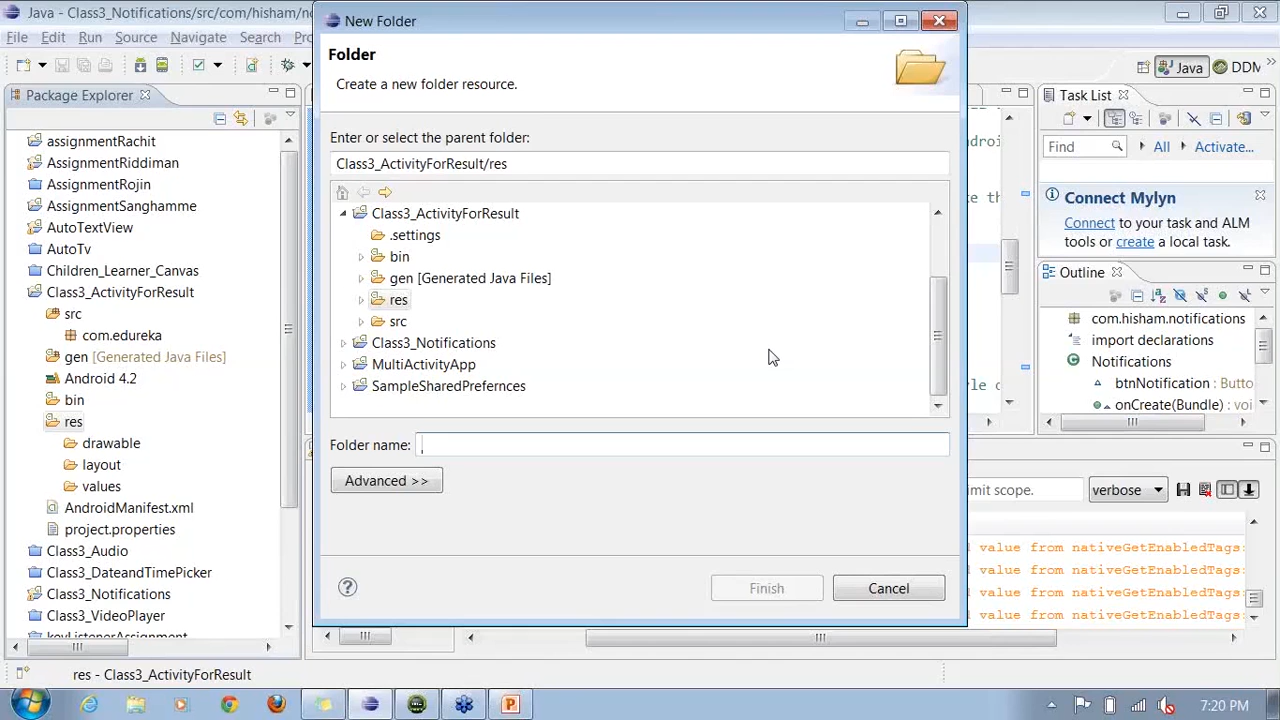 Java - Class3_Notifications/src/com/hisham/no
New Folder
File Edit Run Source Navigate Search Pro
Folder
Create a new folder resource.
Java DDM
Package Explorer
Task List
Enter or select the parent folder:
Class3_ActivityForResult/res
Find All Activate...
assignmentRachit
AssignmentRiddiman
AssignmentRojin
AssignmentSanghamme
AutoTextView
AutoTv
Children_Learner_Canvas
Class3_ActivityForResult
src
com.edureka
gen [Generated Java Files]
Android 4.2
bin
res
drawable
layout
values
AndroidManifest.xml
project.properties
Class3_Audio
Class3_DateandTimePicker
Class3_Notifications
Class3_VideoPlayer
keyListenerAssignment
Class3_ActivityForResult
.settings
bin
gen [Generated Java Files]
res
src
Class3_Notifications
MultiActivityApp
SampleSharedPrefernces
Folder name:
Advanced >>
Finish
Cancel
Connect Mylyn
Connect to your task and ALM
tools or create a local task.
Outline
com.hisham.notifications
import declarations
Notifications
btnNotification : Butto
onCreate(Bundle) : voi
imit scope.
verbose
value from nativeGetEnabledTags:
value from nativeGetEnabledTags:
value from nativeGetEnabledTags:
value from nativeGetEnabledTags:
res - Class3_ActivityForResult
7:20 PM